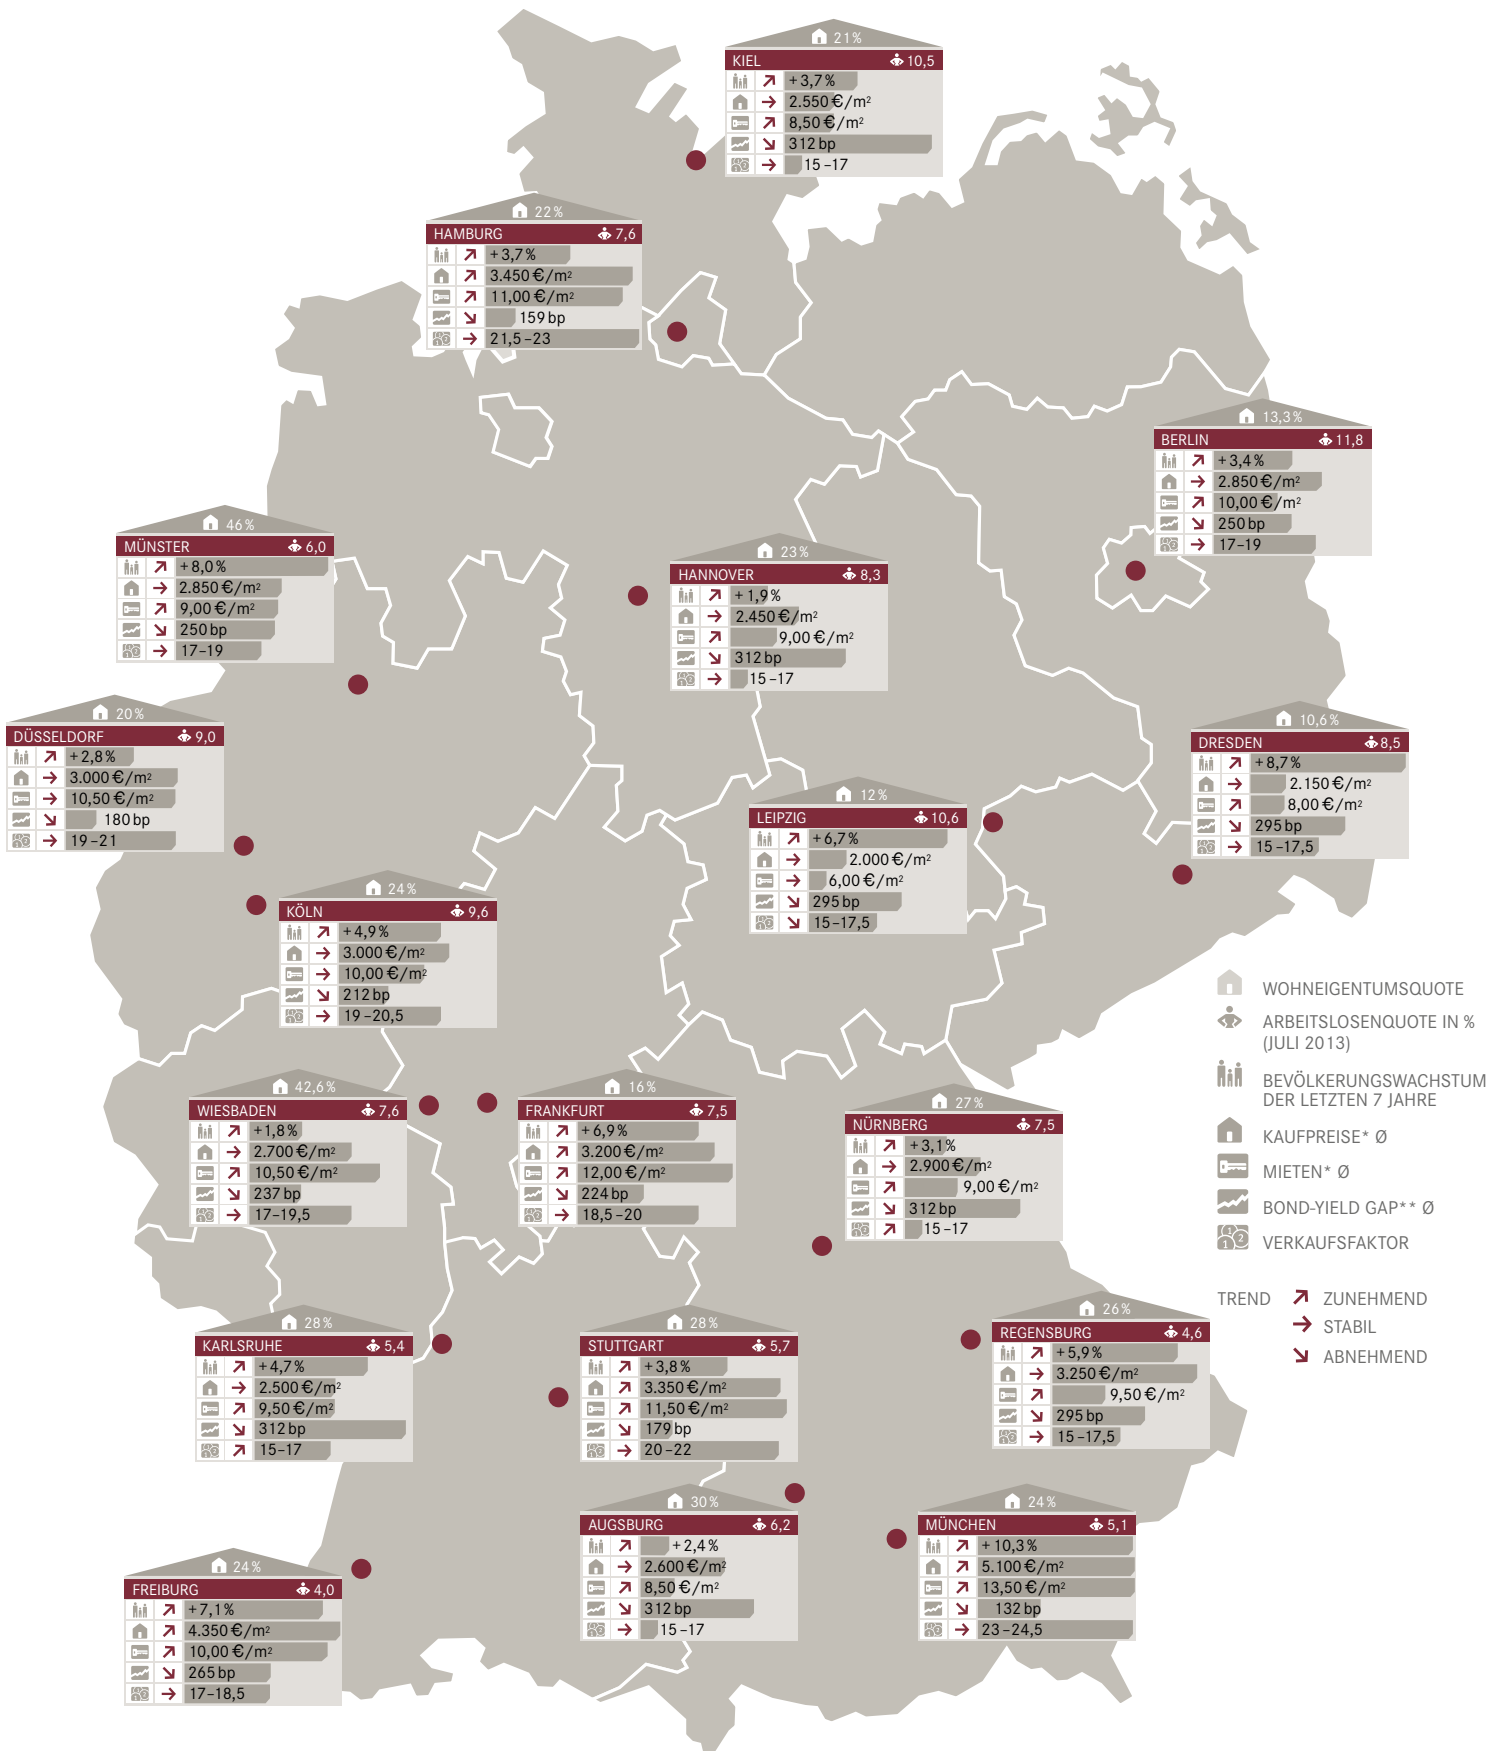 21%
KIEL 10,5
+3,7%
2.550 €/m²
8,50 €/m²
312 bp
15–17
22%
HAMBURG 7,6
+3,7%
3.450 €/m²
11,00 €/m²
159 bp
21,5–23
13,3%
BERLIN 11,8
+3,4%
2.850 €/m²
10,00 €/m²
250 bp
17–19
46%
MÜNSTER 6,0
+8,0%
2.850 €/m²
9,00 €/m²
250 bp
17–19
23%
HANNOVER 8,3
+1,9%
2.450 €/m²
9,00 €/m²
312 bp
15–17
20%
DÜSSELDORF 9,0
+2,8%
3.000 €/m²
10,50 €/m²
180 bp
19–21
10,6%
DRESDEN 8,5
+8,7%
2.150 €/m²
8,00 €/m²
295 bp
15–17,5
12%
LEIPZIG 10,6
+6,7%
2.000 €/m²
6,00 €/m²
295 bp
15–17,5
24%
KÖLN 9,6
+4,9%
3.000 €/m²
10,00 €/m²
212 bp
19–20,5
WOHNEIGENTUMSQUOTE
ARBEITSLOSENQUOTE IN %
(JULI 2013)
BEVÖLKERUNGSWACHSTUM
DER LETZTEN 7 JAHRE
KAUFPREISE* Ø
MIETEN* Ø
BOND-YIELD GAP** Ø
VERKAUFSFAKTOR
TREND ZUNEHMEND
STABIL
ABNEHMEND
42,6%
WIESBADEN 7,6
+1,8%
2.700 €/m²
10,50 €/m²
237 bp
17–19,5
16%
FRANKFURT 7,5
+6,9%
3.200 €/m²
12,00 €/m²
224 bp
18,5–20
27%
NÜRNBERG 7,5
+3,1%
2.900 €/m²
9,00 €/m²
312 bp
15–17
28%
KARLSRUHE 5,4
+4,7%
2.500 €/m²
9,50 €/m²
312 bp
15–17
28%
STUTTGART 5,7
+3,8%
3.350 €/m²
11,50 €/m²
179 bp
20–22
26%
REGENSBURG 4,6
+5,9%
3.250 €/m²
9,50 €/m²
295 bp
15–17,5
30%
AUGSBURG 6,2
+2,4%
2.600 €/m²
8,50 €/m²
312 bp
15–17
24%
MÜNCHEN 5,1
+10,3%
5.100 €/m²
13,50 €/m²
132 bp
23–24,5
24%
FREIBURG 4,0
+7,1%
4.350 €/m²
10,00 €/m²
265 bp
17–18,5